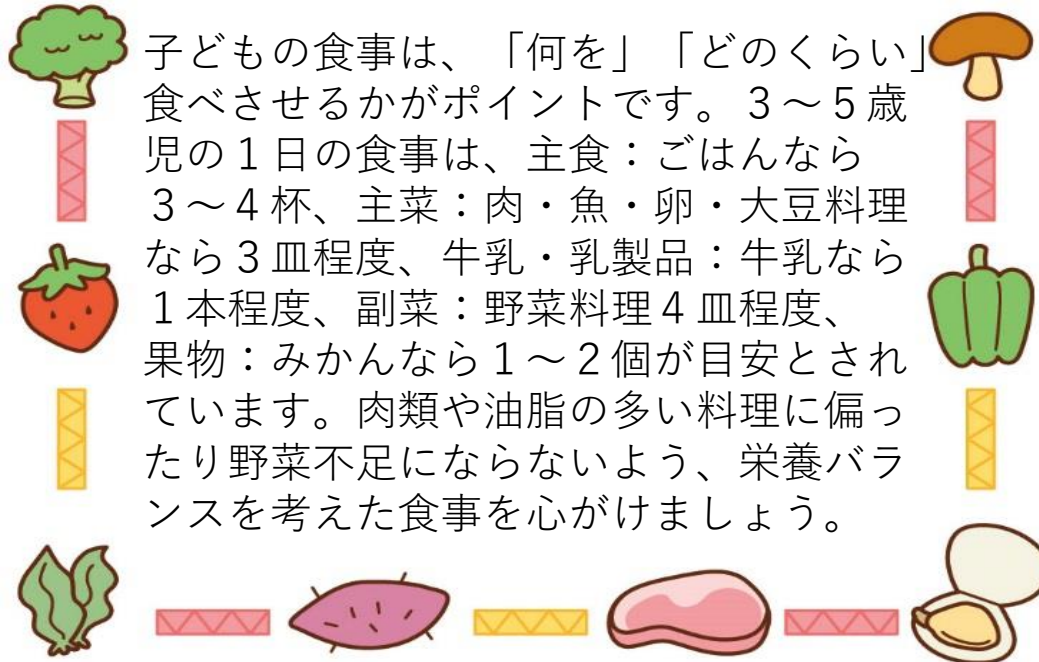 子どもの食事は、「何を」「どのくらい」
食べさせるかがポイントです。３～５歳
児の１日の食事は、主食：ごはんなら
３～４杯、主菜：肉・魚・卵・大豆料理
なら３皿程度、牛乳・乳製品：牛乳なら
１本程度、副菜：野菜料理４皿程度、
果物：みかんなら１～２個が目安とされ
ています。肉類や油脂の多い料理に偏っ
たり野菜不足にならないよう、栄養バラ
ンスを考えた食事を心がけましょう。